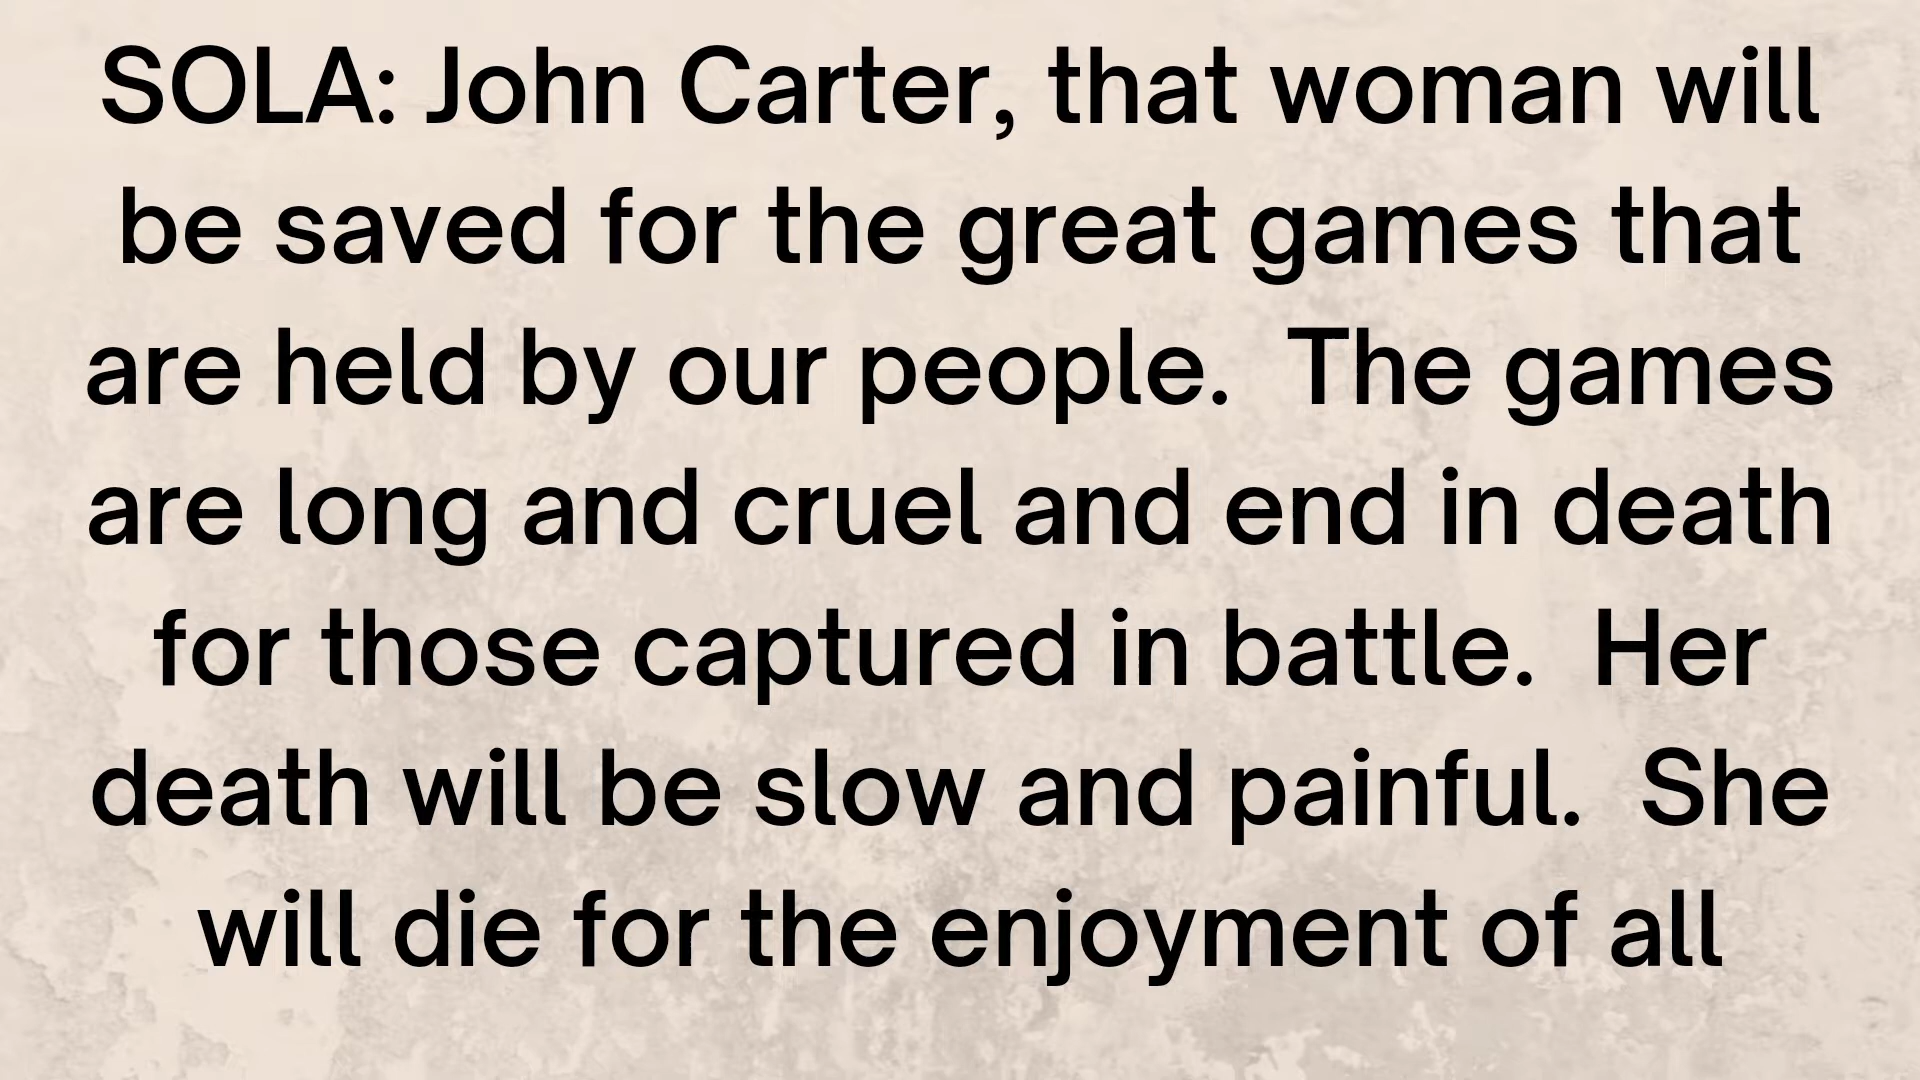 SOLA: John Carter, that woman will
be saved for the great games that
are held by our people.  The games
are long and cruel and end in death
for those captured in battle.  Her
death will be slow and painful.  She
will die for the enjoyment of all